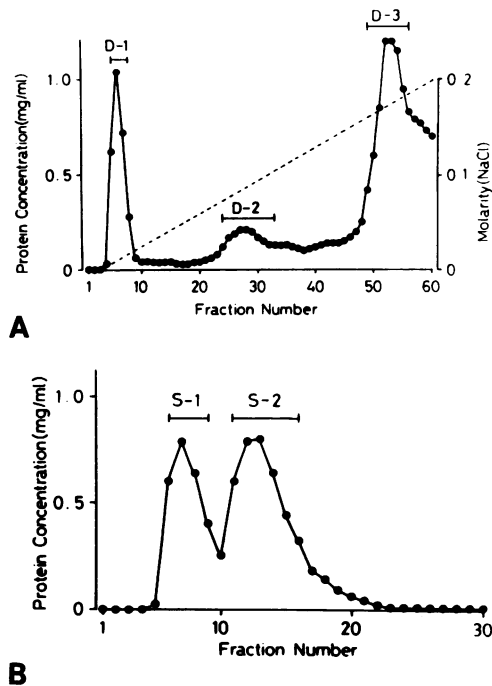 D-1
D-3
1.0
0.5
0
0.2
0.1
0
D-2
Protein Concentration(mg/ml)
Molarity(NaCl)
1 10 20 30 40 50 60
Fraction Number
A
S-1 S-2
1.0
0.5
0
Protein Concentration(mg/ml)
1 10 20 30
Fraction Number
B